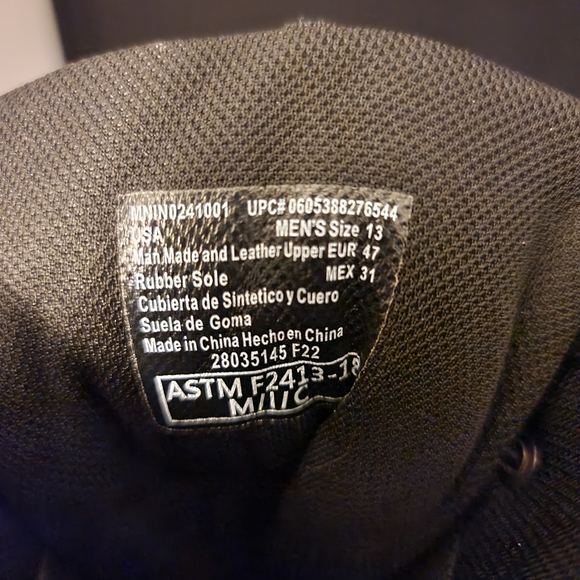 MNIN0241001 UPC# 0605388276544
USA MEN'S Size 13
Man Made and Leather Upper EUR 47
Rubber Sole MEX 31
Cubierta de Sintetico y Cuero
Suela de Goma
Made in China Hecho en China
28035145 F22
ASTM F2413-18
M/I/C